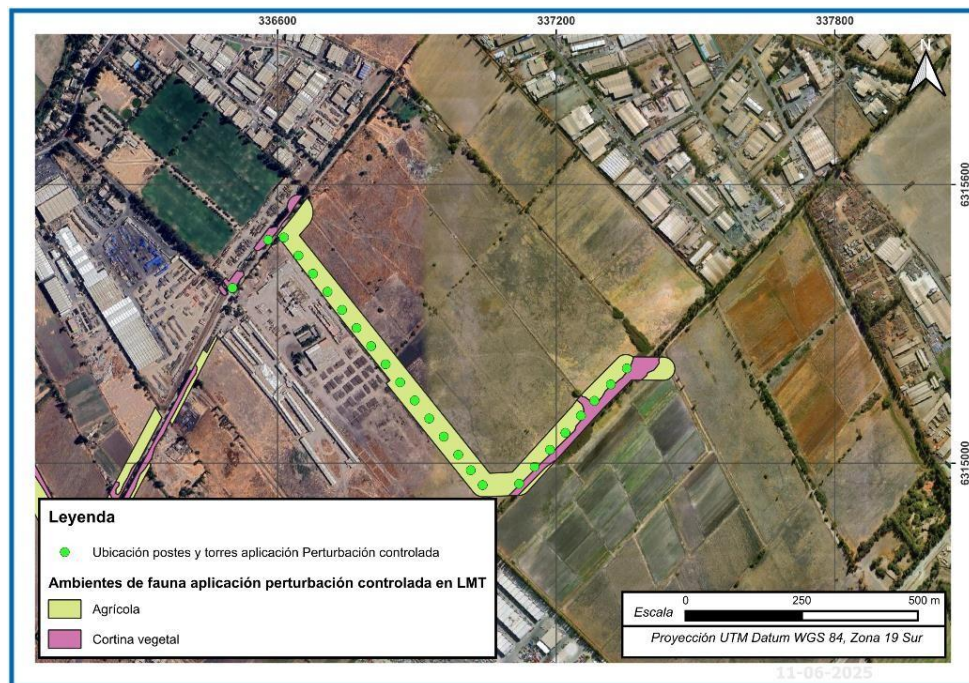 336600
337200
337800
N
6315600
6315000
Leyenda
Ubicación postes y torres aplicación Perturbación controlada
Ambientes de fauna aplicación perturbación controlada en LMT
Agrícola
Cortina vegetal
Escala
0 250 500 m
Proyección UTM Datum WGS 84, Zona 19 Sur
11-06-2025